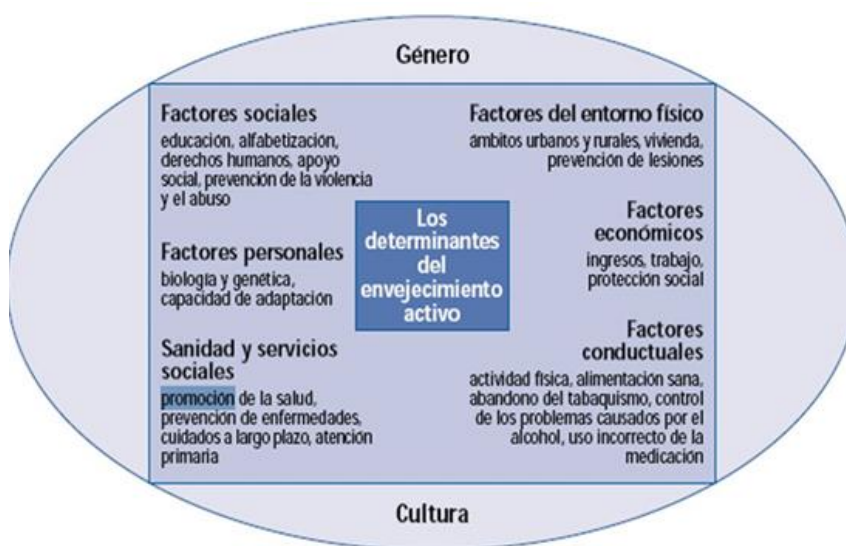 Género
Factores sociales
educación, alfabetización,
derechos humanos, apoyo
social, prevención de la violencia
y el abuso
Factores personales
biología y genética,
capacidad de adaptación
Sanidad y servicios
sociales
promoción de la salud,
prevención de enfermedades,
cuidados a largo plazo, atención
primaria
Los
determinantes
del
envejecimiento
activo
Factores del entorno físico
ámbitos urbanos y rurales, vivienda,
prevención de lesiones
Factores
económicos
ingresos, trabajo,
protección social
Factores
conductuales
actividad física, alimentación sana,
abandono del tabaquismo, control
de los problemas causados por el
alcohol, uso incorrecto de la
medicación
Cultura